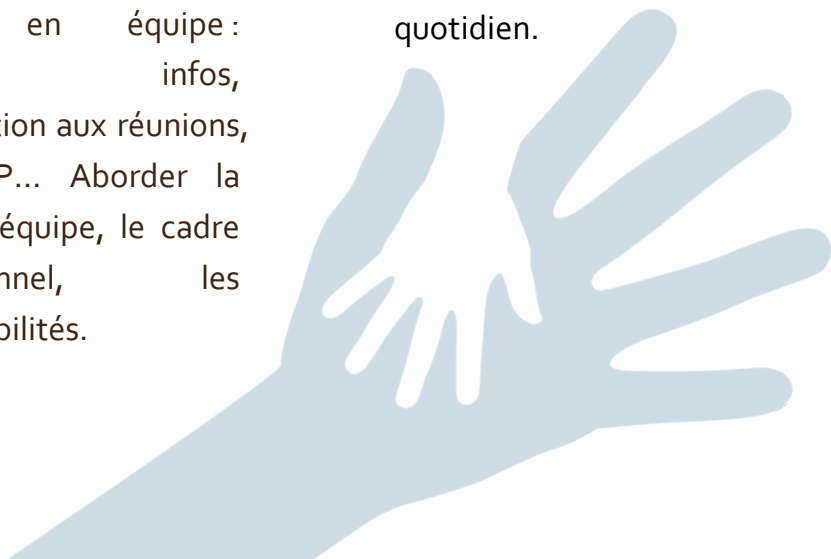 en équipe :
infos,
tion aux réunions,
P... Aborder la
équipe, le cadre
nnel, les
bilités.
quotidien.